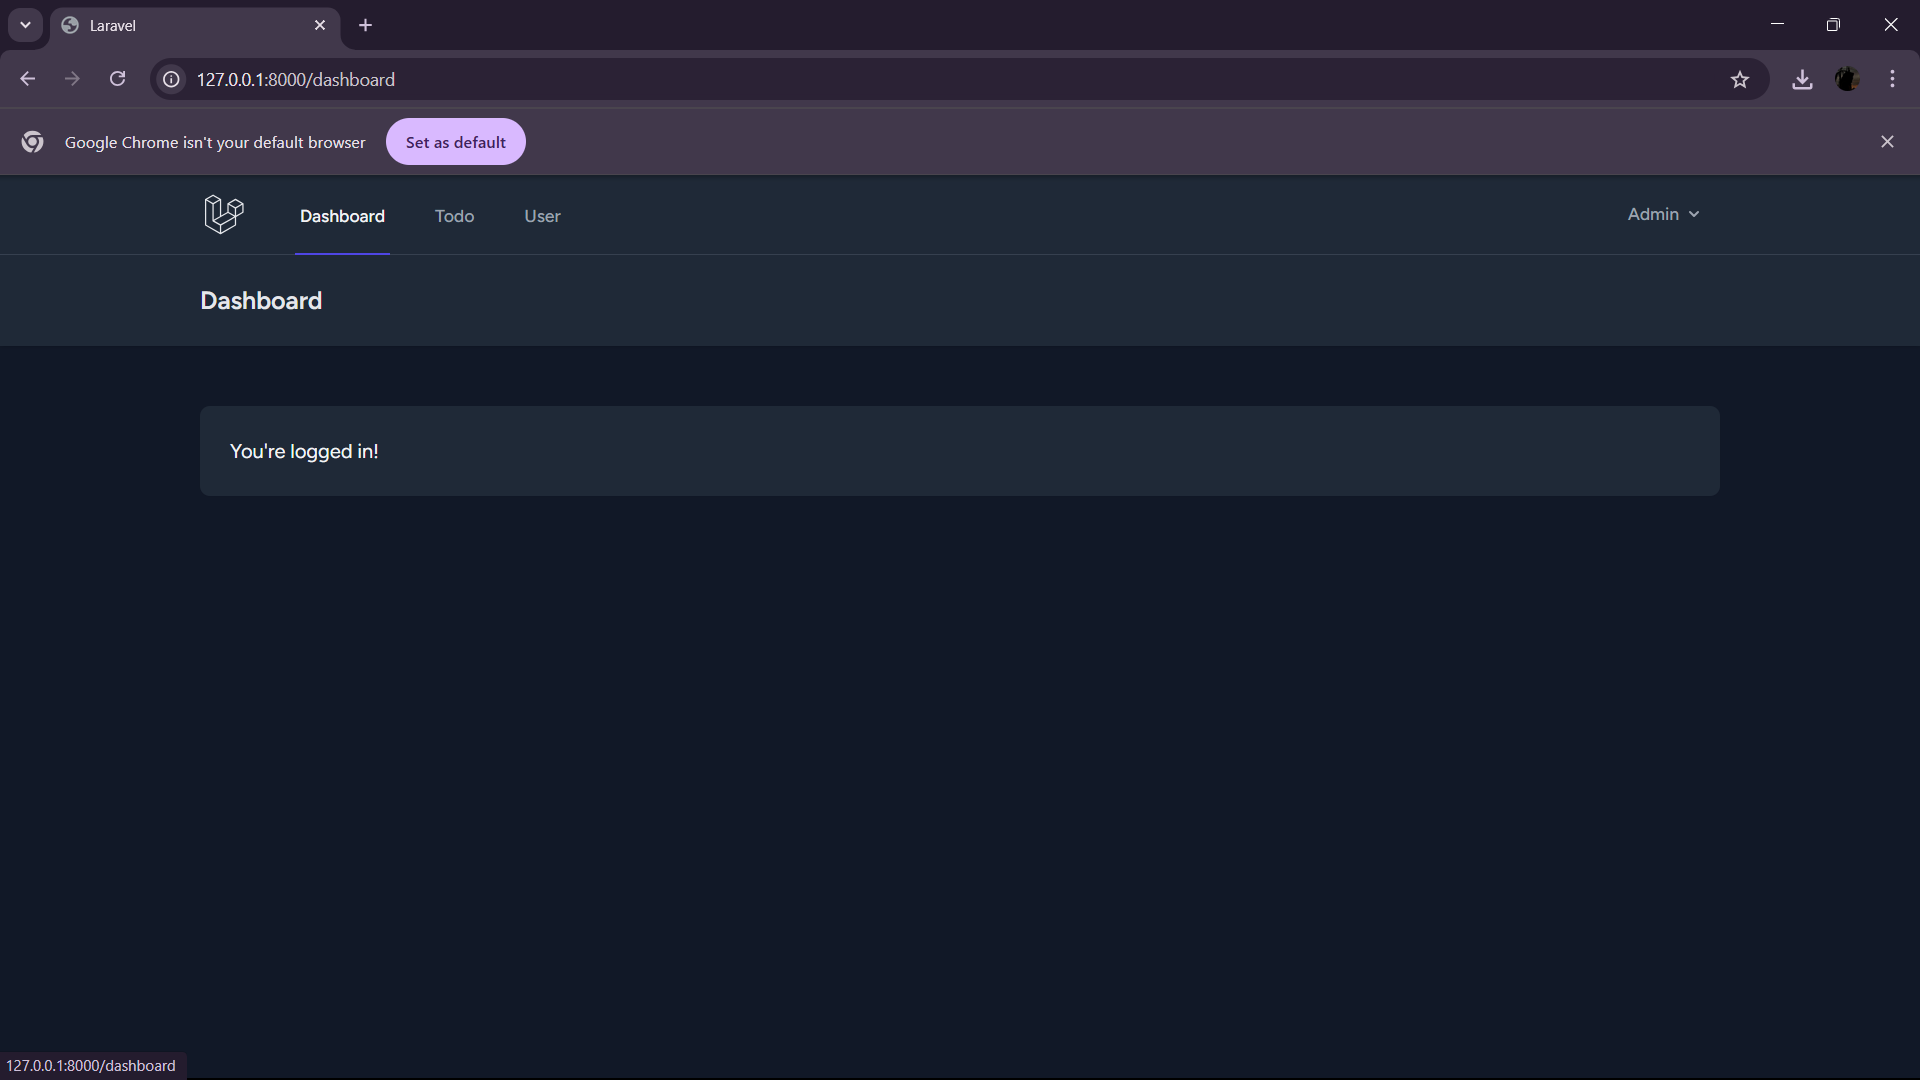 Laravel
127.0.0.1:8000/dashboard
Google Chrome isn't your default browser Set as default
Dashboard Todo User Admin
Dashboard
You're logged in!
127.0.0.1:8000/dashboard